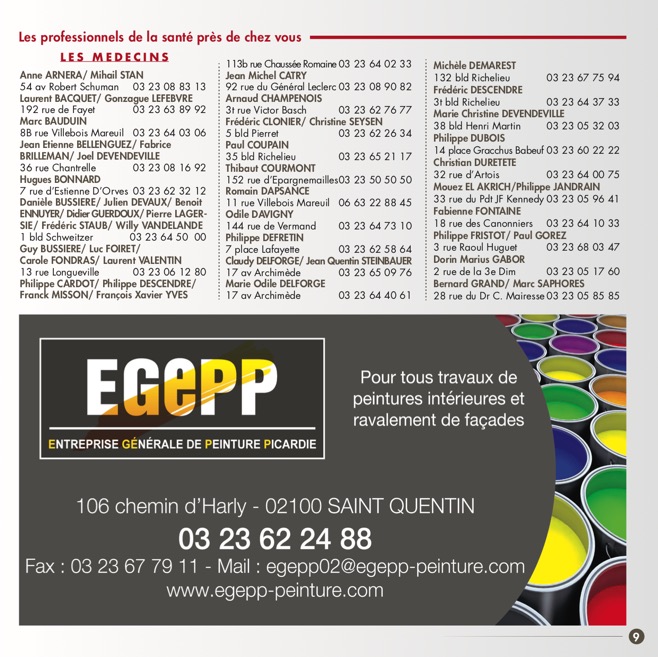 Les professionnels de la santé près de chez vous
LES MEDECINS
Anne ARNERA/ Mihail STAN
54 av Robert Schuman 03 23 08 83 13
Laurent BACQUET/ Gonzague LEFEBVRE
192 rue de Fayet 03 23 63 89 92
Marc BAUDUIN
8B rue Villebois Mareuil 03 23 64 03 06
Jean Etienne BELLENGUEZ/ Fabrice
BRILLEMAN/ Joel DEVENDEVILLE
36 rue Chantrelle 03 23 08 16 92
Hugues BONNARD
7 rue d'Estienne D'Orves 03 23 62 32 12
Danièle BUSSIERE/ Julien DEVAUX/ Benoit
ENNUYER/ Didier GUERDOUX/ Pierre LAGER-
SIE/ Frédéric STAUB/ Willy VANDELANDE
1 bld Schweitzer 03 23 64 50 00
Guy BUSSIERE/ Luc FOIRET/
Carole FONDRAS/ Laurent VALENTIN
13 rue Longueville 03 23 06 12 80
Philippe CARDOT/ Philippe DESCENDRE/
Franck MISSON/ François Xavier YVES
113b rue Chaussée Romaine 03 23 64 02 33
Jean Michel CATRY
92 rue du Général Leclerc 03 23 08 90 82
Arnaud CHAMPENOIS
3t rue Victor Basch 03 23 62 76 77
Frédéric CLONIER/ Christine SEYSEN
5 bld Pierret 03 23 62 26 34
Paul COUPAIN
35 bld Richelieu 03 23 65 21 17
Thibaut COURMONT
152 rue d'Epargnemailles 03 23 50 50 50
Romain DAPSANCE
11 rue Villebois Mareuil 06 63 22 88 45
Odile DAVIGNY
144 rue de Vermand 03 23 64 73 10
Philippe DEFRETIN
7 place Lafayette 03 23 62 58 64
Claudy DELFORGE/ Jean Quentin STEINBAUER
17 av Archimède 03 23 65 09 76
Marie Odile DELFORGE
17 av Archimède 03 23 64 40 61
Michèle DEMAREST
132 bld Richelieu 03 23 67 75 94
Frédéric DESCENDRE
3t bld Richelieu 03 23 64 37 33
Marie Christine DEVENDEVILLE
38 bld Henri Martin 03 23 05 32 03
Philippe DUBOIS
14 place Gracchus Babeuf 03 23 60 22 22
Christian DURETETE
32 rue d'Artois 03 23 64 00 75
Mouez EL AKRICH/Philippe JANDRAIN
33 rue du Pdt JF Kennedy 03 23 05 96 41
Fabienne FONTAINE
18 rue des Canonniers 03 23 64 10 33
Philippe FRISTOT/ Paul GOREZ
3 rue Raoul Huguet 03 23 68 03 47
Dorin Marius GABOR
2 rue de la 3e Dim 03 23 05 17 60
Bernard GRAND/ Marc SAPHORES
28 rue du Dr C. Mairesse 03 23 05 85 85
EGePP
ENTREPRISE GÉNÉRALE DE PEINTURE PICARDIE
Pour tous travaux de
peintures intérieures et
ravalement de façades
106 chemin d'Harly - 02100 SAINT QUENTIN
03 23 62 24 88
Fax : 03 23 67 79 11 - Mail : egepp02@egepp-peinture.com
www.egepp-peinture.com
9